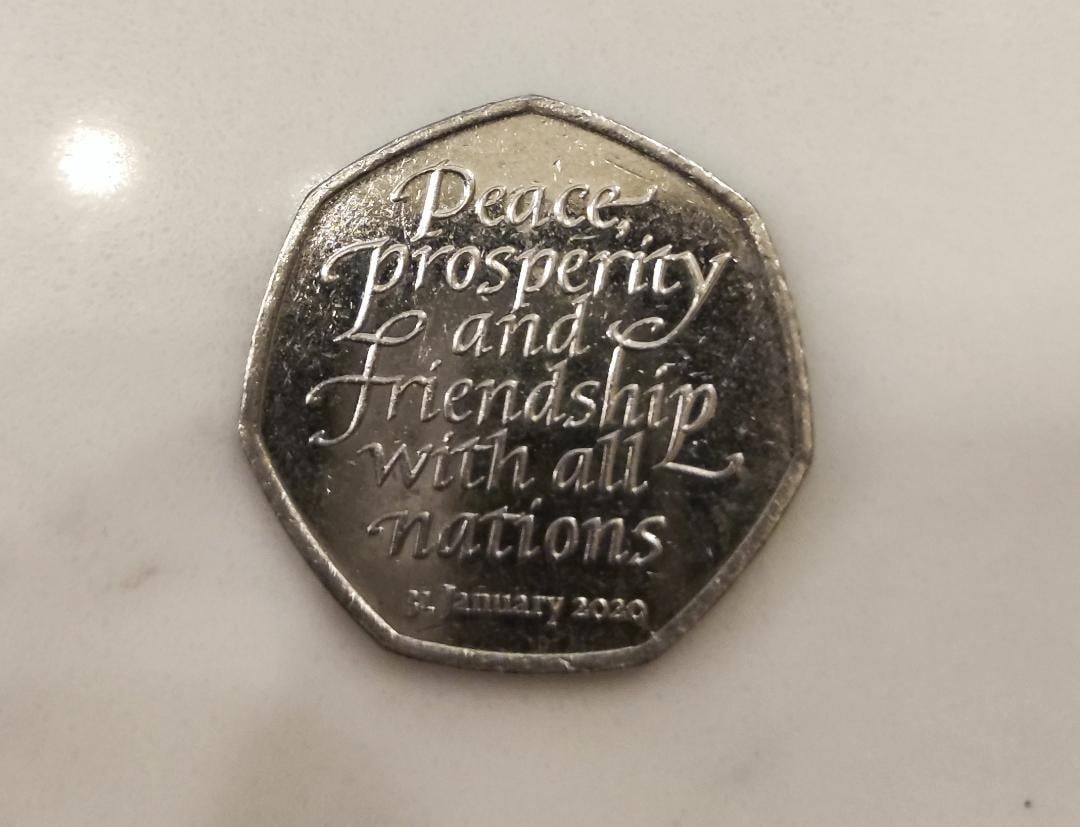 Peace,
prosperity
and
friendship
with all
nations
31 January 2020